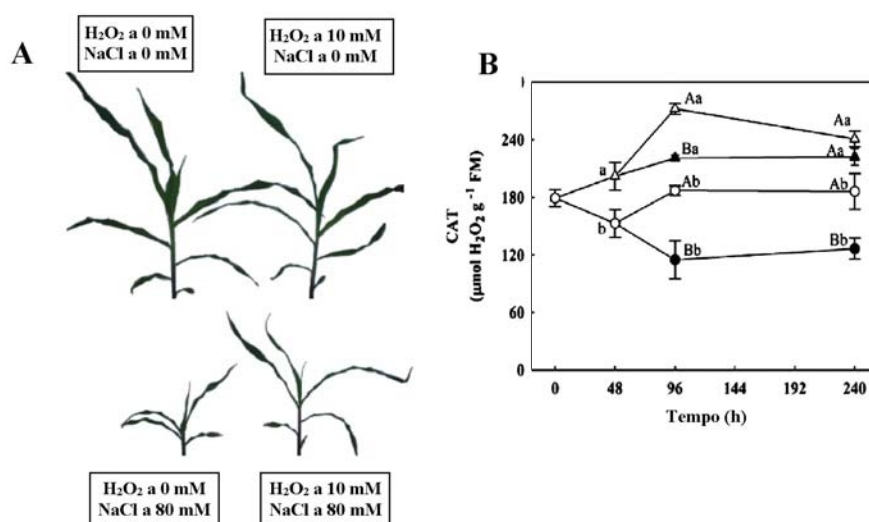 A
H₂O₂ a 0 mM
NaCl a 0 mM
H₂O₂ a 10 mM
NaCl a 0 mM
H₂O₂ a 0 mM
NaCl a 80 mM
H₂O₂ a 10 mM
NaCl a 80 mM
B
CAT
(µmol H₂O₂ g⁻¹ FM)
240
180
120
60
0
a
b
Aa
Ba
Ab
Bb
Aa
Aa
Ab
Bb
0 48 96 144 192 240
Tempo (h)